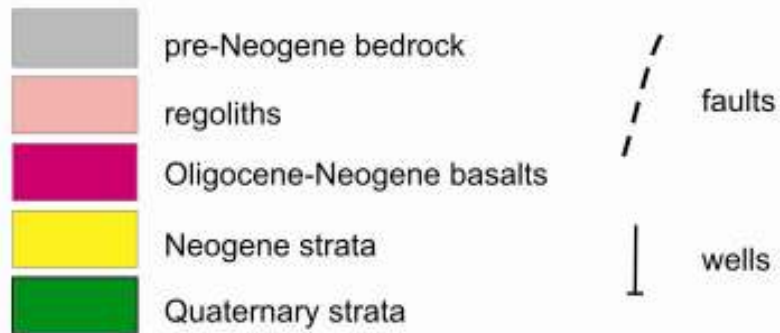 pre-Neogene bedrock
regoliths
Oligocene-Neogene basalts
Neogene strata
Quaternary strata
faults
wells